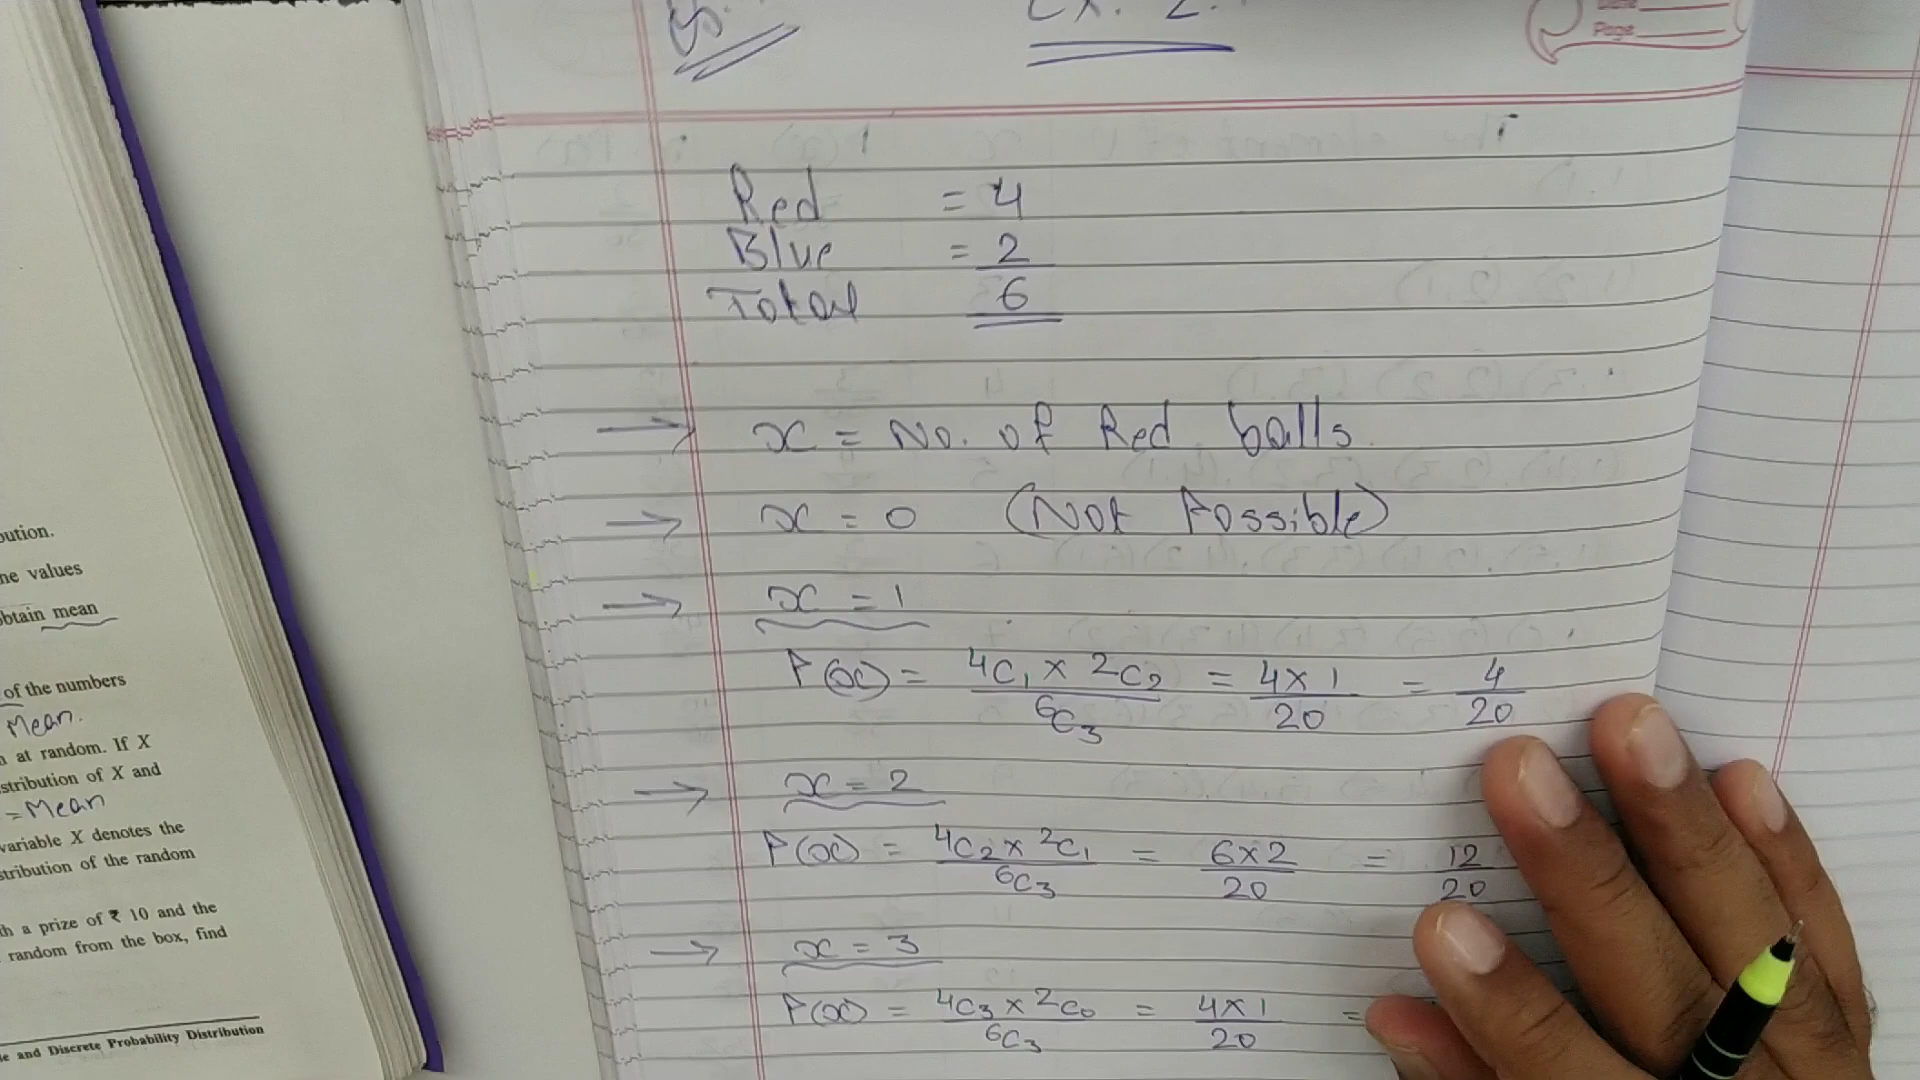 Ex. 2.
Page
Red = 4
Blue = 2
Total 6
→ x = No. of Red balls.
→ x = 0 (Not Possible)
→ x = 1
P(x) = 4C1 x 2C2 / 6C3 = 4x1 / 20 = 4 / 20
→ x = 2
P(x) = 4C2 x 2C1 / 6C3 = 6x2 / 20 = 12 / 20
→ x = 3
P(x) = 4C3 x 2C0 / 6C3 = 4x1 / 20 =
bution.
values
btain mean
of the numbers
Mean.
at random. If X
stribution of X and
= Mean
variable X denotes the
stribution of the random
h a prize of ₹ 10 and the
random from the box, find
and Discrete Probability Distribution